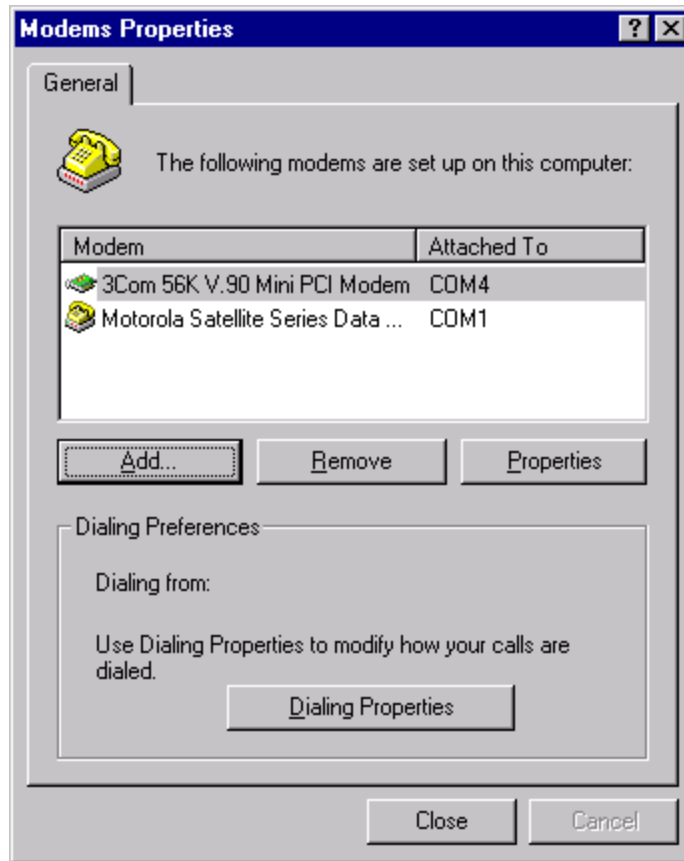 Modems Properties
General
The following modems are set up on this computer:
Modem Attached To
3Com 56K V.90 Mini PCI Modem COM4
Motorola Satellite Series Data ... COM1
Add... Remove Properties
Dialing Preferences
Dialing from:
Use Dialing Properties to modify how your calls are
dialed.
Dialing Properties
Close Cancel